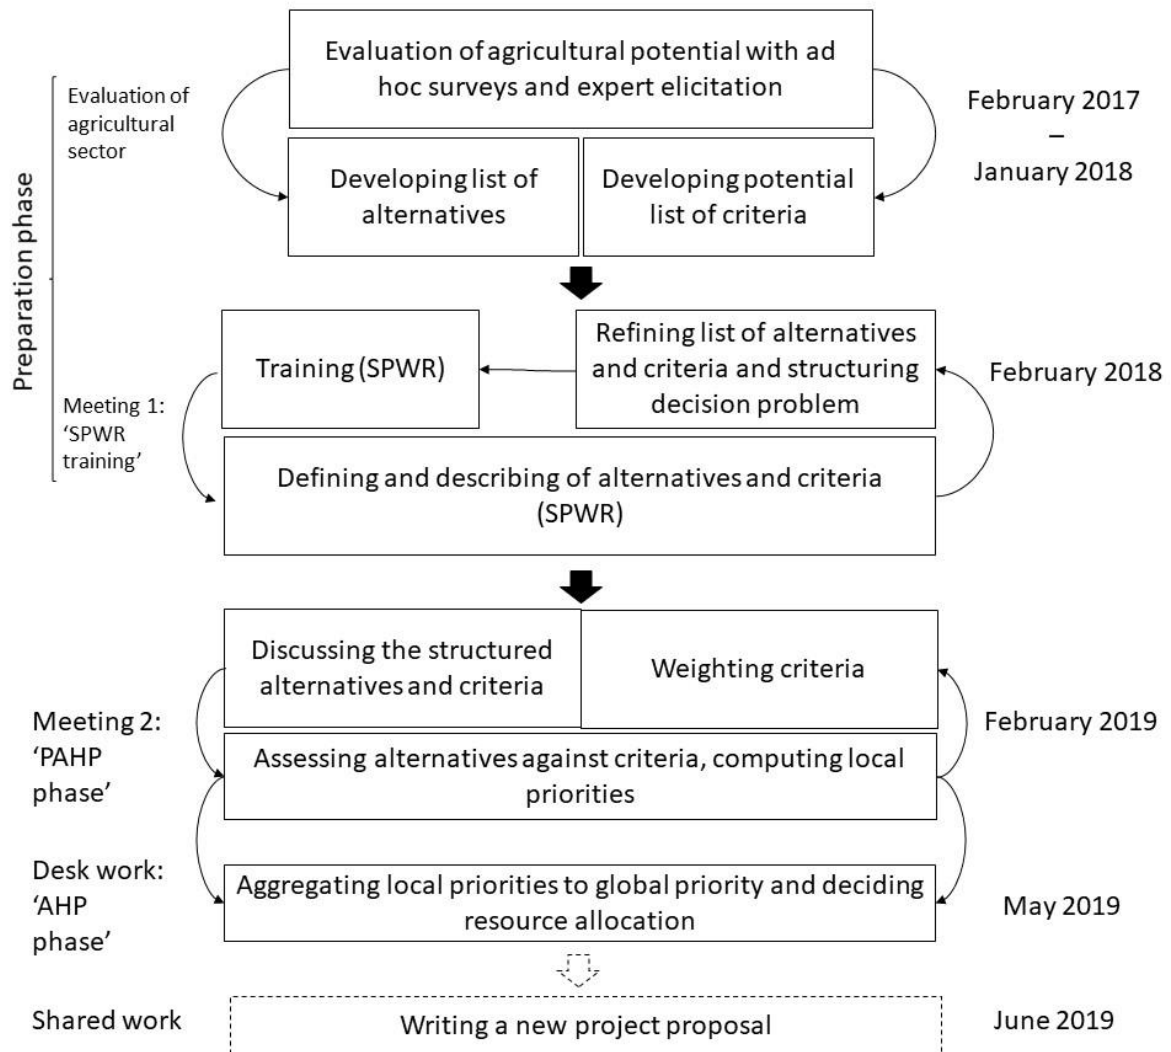 Evaluation of agricultural potential with ad
hoc surveys and expert elicitation
Evaluation of
agricultural
sector
February 2017
–
January 2018
Developing list of
alternatives
Developing potential
list of criteria
Preparation phase
Training (SPWR)
Refining list of alternatives
and criteria and structuring
decision problem
February 2018
Meeting 1:
‘SPWR
training’
Defining and describing of alternatives and criteria
(SPWR)
Discussing the structured
alternatives and criteria
Weighting criteria
Meeting 2:
‘PAHP
phase’
February 2019
Assessing alternatives against criteria, computing local
priorities
Desk work:
‘AHP
phase’
Aggregating local priorities to global priority and deciding
resource allocation
May 2019
Shared work
Writing a new project proposal
June 2019